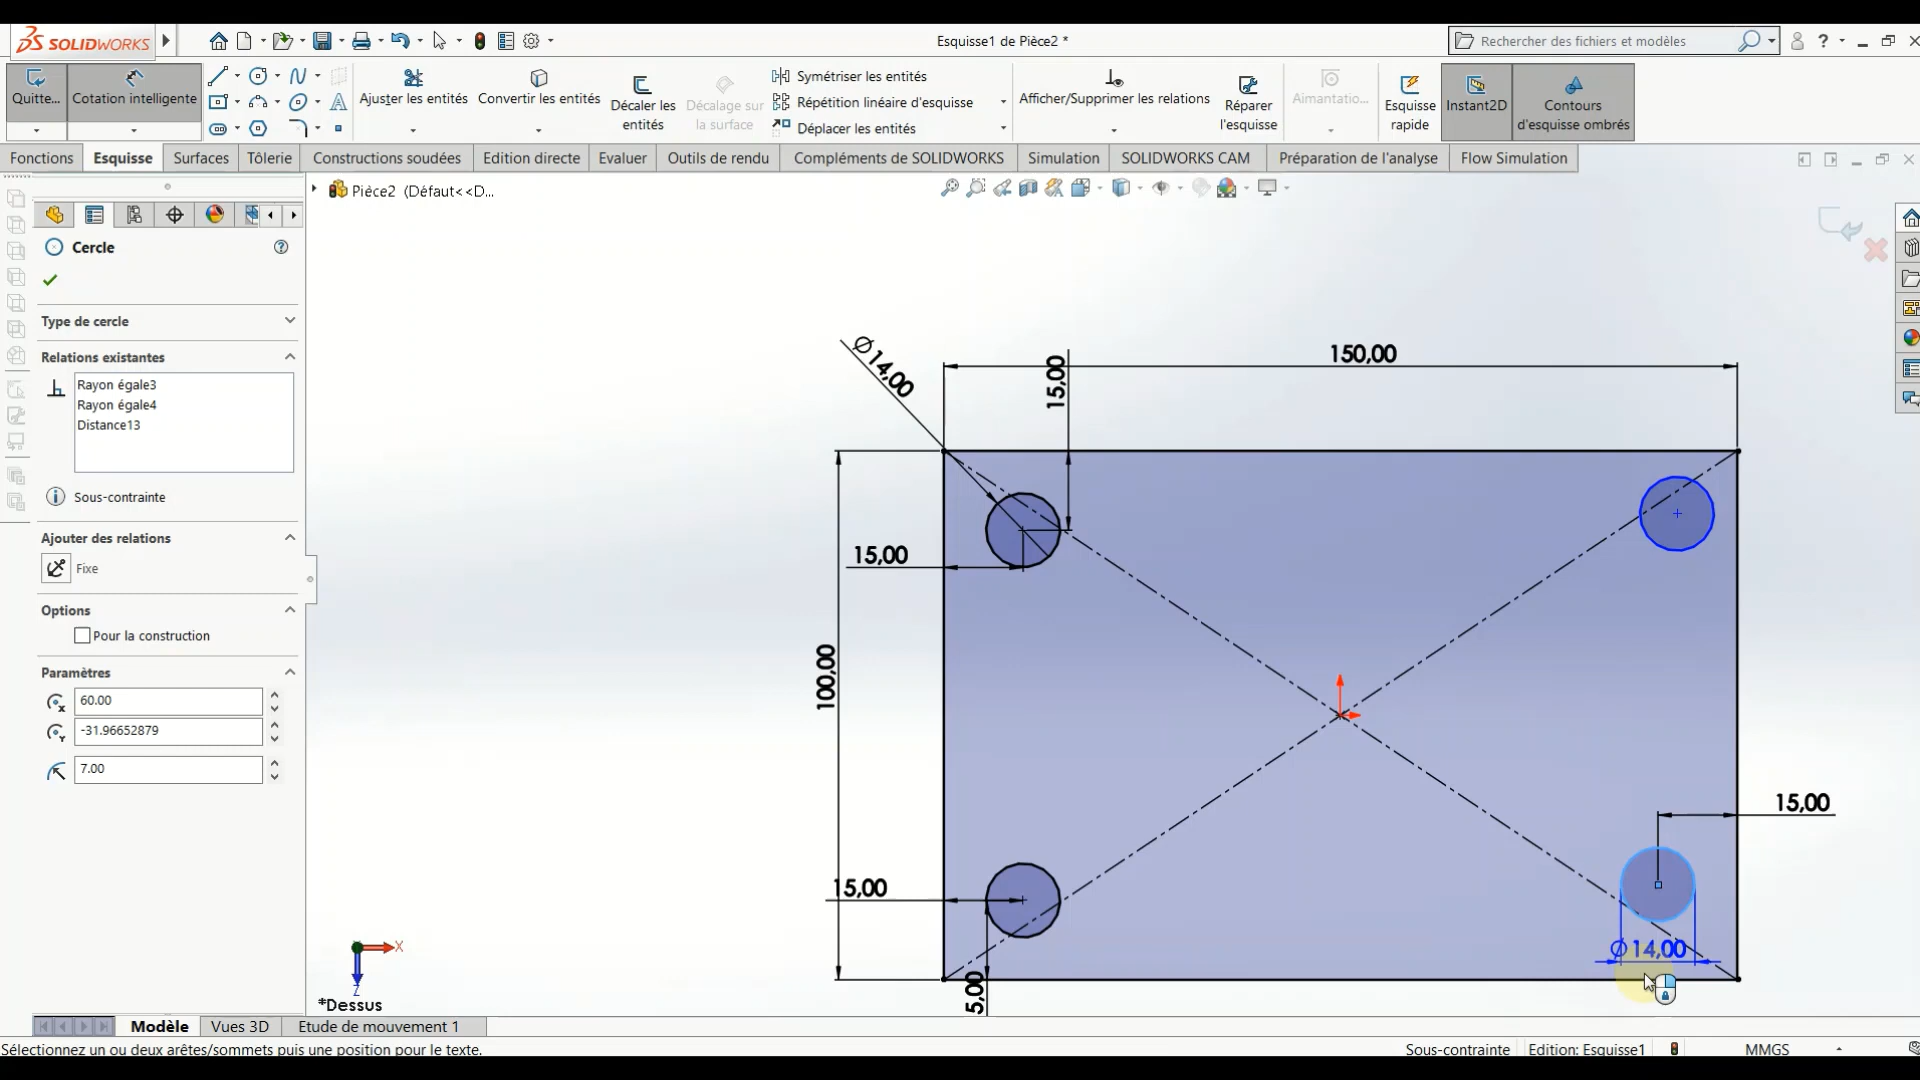 SOLIDWORKS
Esquisse1 de Pièce2 *
Rechercher des fichiers et modèles
?
Quitte...
Cotation intelligente
Ajuster les entités
Convertir les entités
Décaler les
entités
Décalage sur
la surface
Symétriser les entités
Répétition linéaire d'esquisse
Déplacer les entités
Afficher/Supprimer les relations
Réparer
l'esquisse
Aimantatio...
Esquisse
rapide
Instant2D
Contours
d'esquisse ombrés
Fonctions
Esquisse
Surfaces
Tôlerie
Constructions soudées
Edition directe
Evaluer
Outils de rendu
Compléments de SOLIDWORKS
Simulation
SOLIDWORKS CAM
Préparation de l'analyse
Flow Simulation
Pièce2 (Défaut<<D...
Cercle
Type de cercle
Relations existantes
Rayon égale3
Rayon égale4
Distance13
Sous-contrainte
Ajouter des relations
Fixe
Options
Pour la construction
Paramètres
60.00
-31.96652879
7.00
∅14,00
15,00
150,00
15,00
100,00
15,00
15,00
5,00
∅14,00
X
Z
*Dessus
Modèle
Vues 3D
Etude de mouvement 1
Sélectionnez un ou deux arêtes/sommets puis une position pour le texte.
Sous-contrainte
Edition: Esquisse1
MMGS